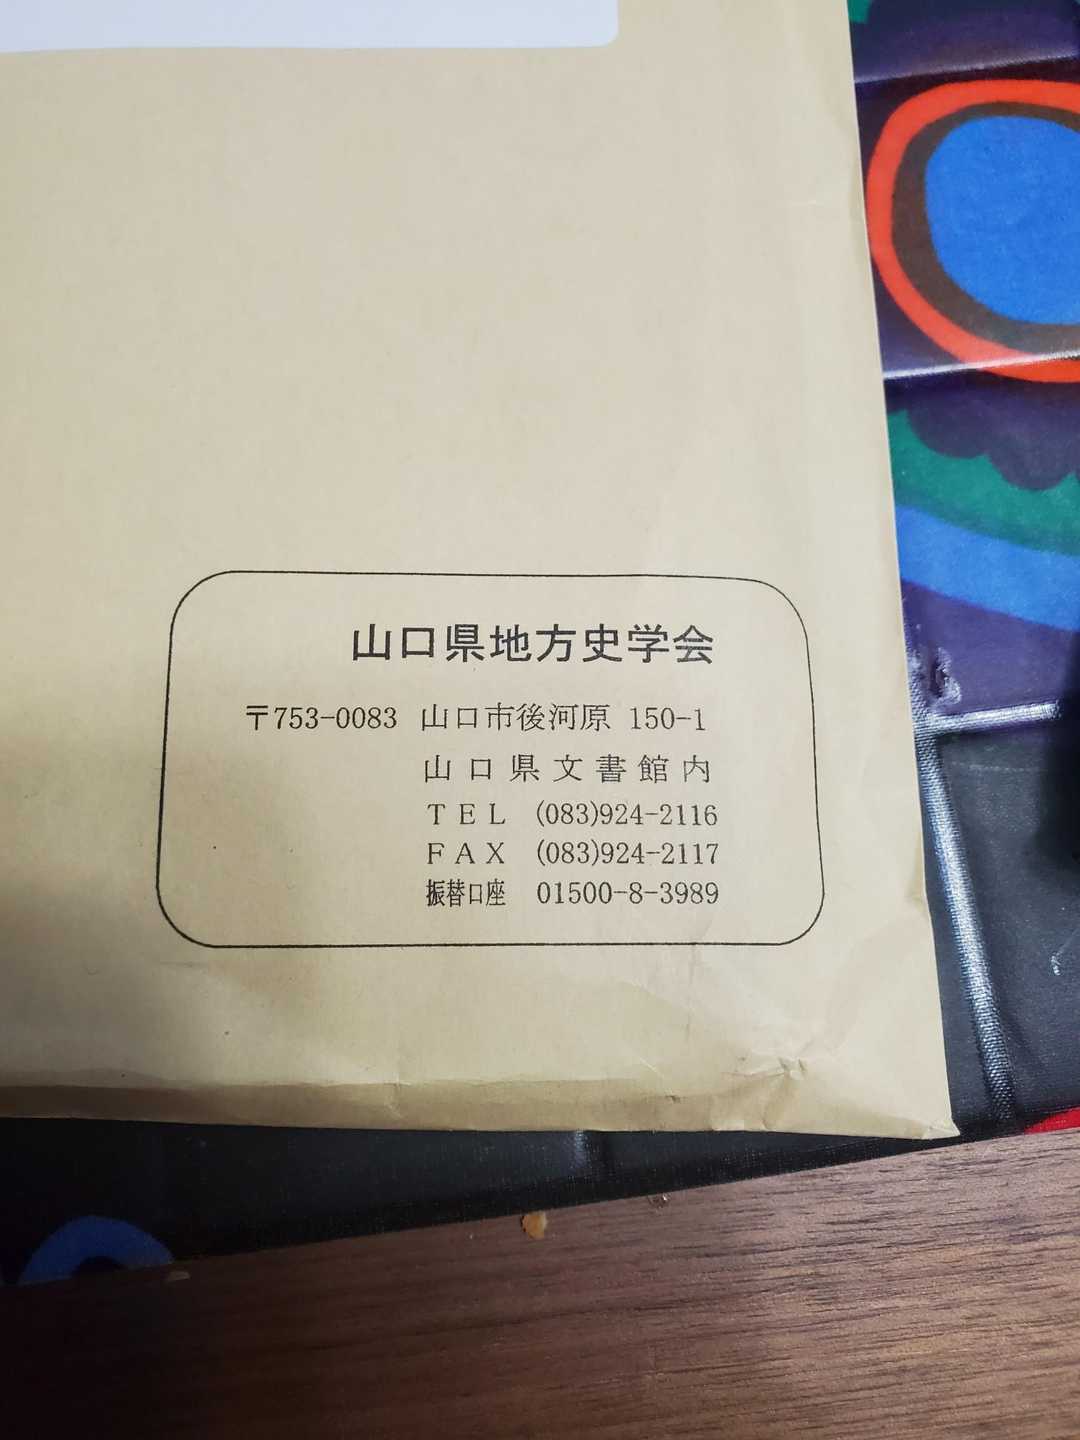 山口県地方史学会
〒753-0083 山口市後河原 150-1
山口県文書館内
TEL (083)924-2116
FAX (083)924-2117
振替口座 01500-8-3989